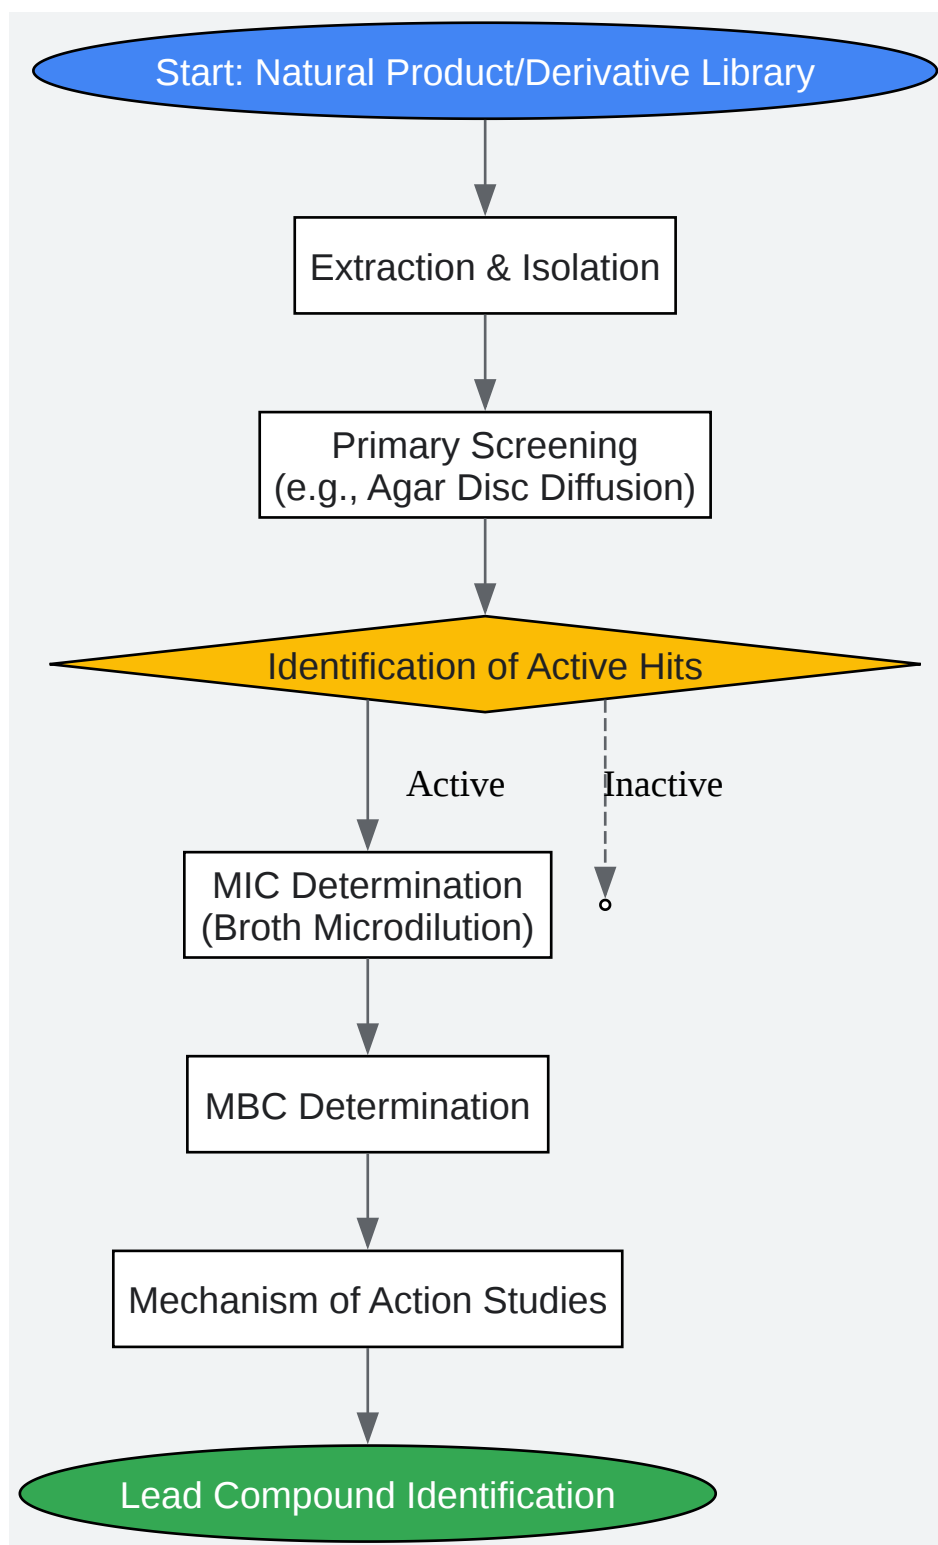 Start: Natural Product/Derivative Library
Extraction & Isolation
Primary Screening
(e.g., Agar Disc Diffusion)
Identification of Active Hits
Active
Inactive
MIC Determination
(Broth Microdilution)
MBC Determination
Mechanism of Action Studies
Lead Compound Identification